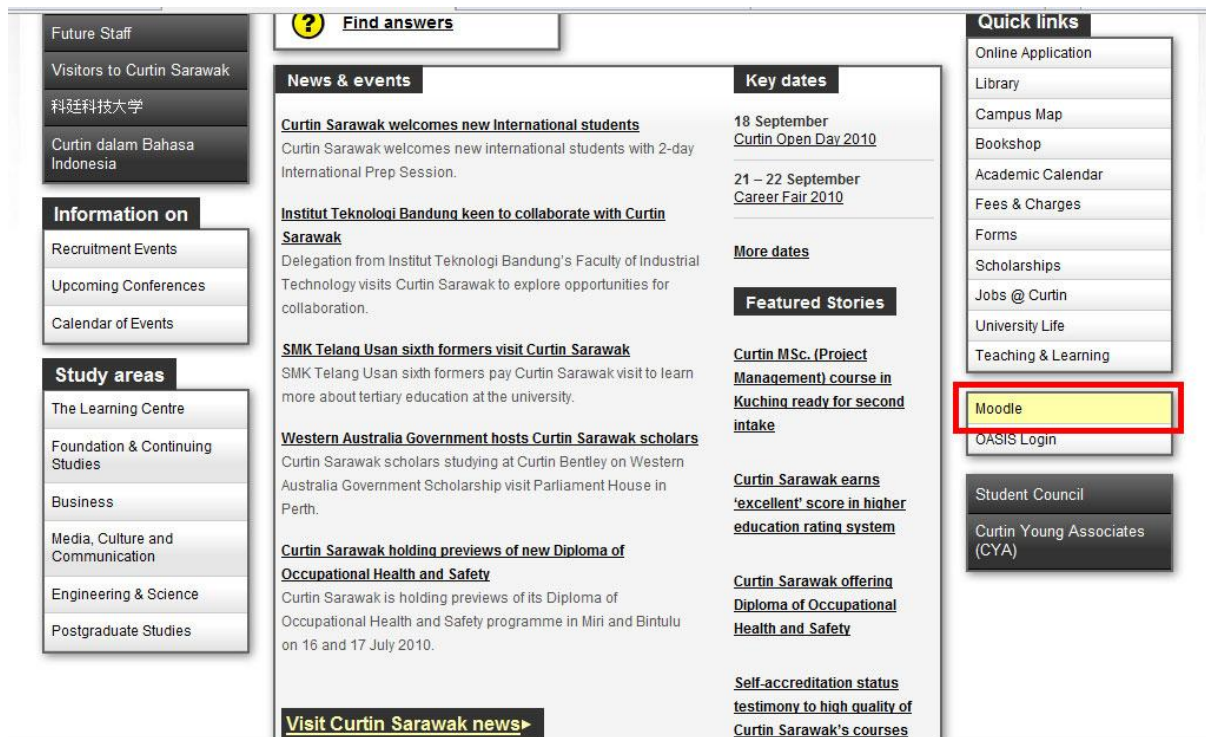 Future Staff
Visitors to Curtin Sarawak
科廷科技大学
Curtin dalam Bahasa
Indonesia
Information on
Recruitment Events
Upcoming Conferences
Calendar of Events
Study areas
The Learning Centre
Foundation & Continuing
Studies
Business
Media, Culture and
Communication
Engineering & Science
Postgraduate Studies
?
Find answers
News & events
Curtin Sarawak welcomes new International students
Curtin Sarawak welcomes new international students with 2-day
International Prep Session.
Institut Teknologi Bandung keen to collaborate with Curtin
Sarawak
Delegation from Institut Teknologi Bandung's Faculty of Industrial
Technology visits Curtin Sarawak to explore opportunities for
collaboration.
SMK Telang Usan sixth formers visit Curtin Sarawak
SMK Telang Usan sixth formers pay Curtin Sarawak visit to learn
more about tertiary education at the university.
Western Australia Government hosts Curtin Sarawak scholars
Curtin Sarawak scholars studying at Curtin Bentley on Western
Australia Government Scholarship visit Parliament House in
Perth.
Curtin Sarawak holding previews of new Diploma of
Occupational Health and Safety
Curtin Sarawak is holding previews of its Diploma of
Occupational Health and Safety programme in Miri and Bintulu
on 16 and 17 July 2010.
Visit Curtin Sarawak news►
Key dates
18 September
Curtin Open Day 2010
21 – 22 September
Career Fair 2010
More dates
Featured Stories
Curtin MSc. (Project
Management) course in
Kuching ready for second
intake
Curtin Sarawak earns
‘excellent’ score in higher
education rating system
Curtin Sarawak offering
Diploma of Occupational
Health and Safety
Self-accreditation status
testimony to high quality of
Curtin Sarawak's courses
Quick links
Online Application
Library
Campus Map
Bookshop
Academic Calendar
Fees & Charges
Forms
Scholarships
Jobs @ Curtin
University Life
Teaching & Learning
Moodle
OASIS Login
Student Council
Curtin Young Associates
(CYA)